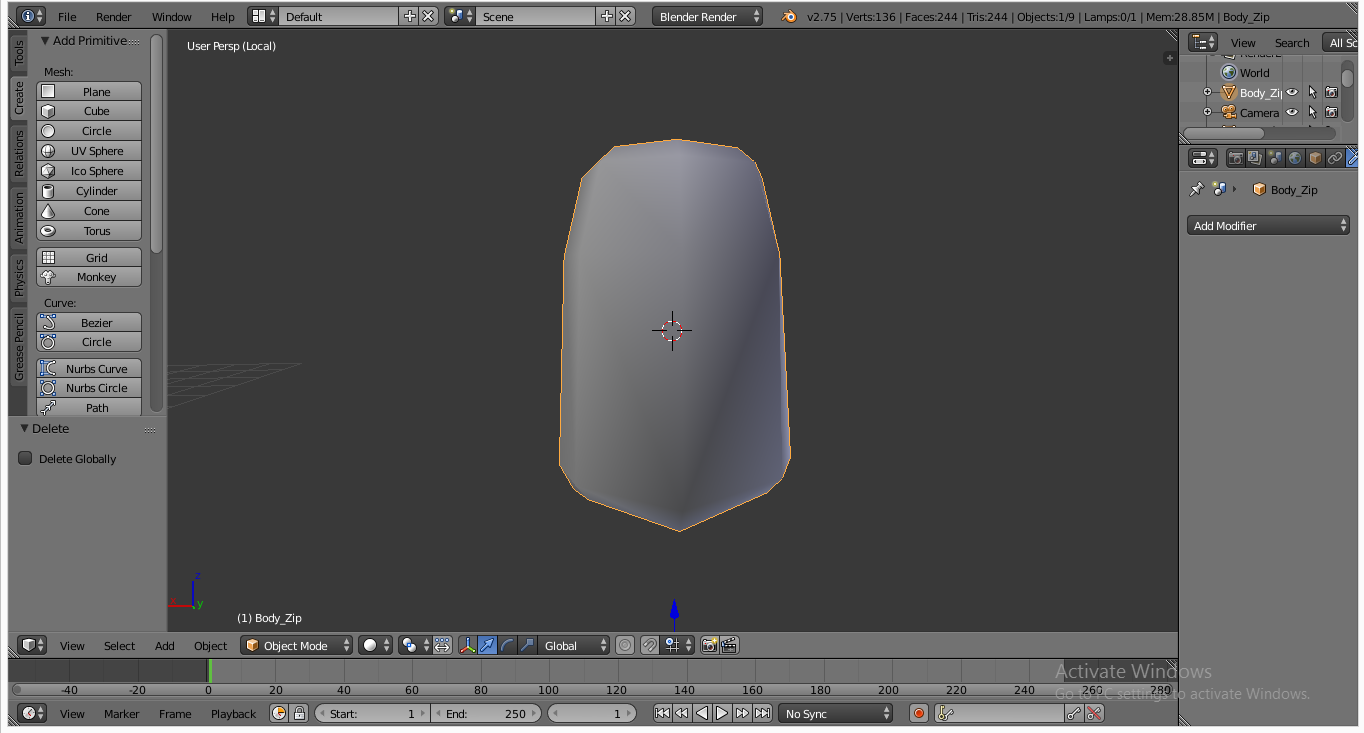 File Render Window Help Default Scene Blender Render v2.75 | Verts:136 | Faces:244 | Tris:244 | Objects:1/9 | Lamps:0/1 | Mem:28.85M | Body_Zip
Tools
Create
Relations
Animation
Physics
Grease Pencil
Add Primitive
Mesh:
Plane
Cube
Circle
UV Sphere
Ico Sphere
Cylinder
Cone
Torus
Grid
Monkey
Curve:
Bezier
Circle
Nurbs Curve
Nurbs Circle
Path
Delete
Delete Globally
User Persp (Local)
z
x
y
(1) Body_Zip
View Search All Sc
World
Body_Zi
Camera
Body_Zip
Add Modifier
View Select Add Object Object Mode Global
-40 -20 0 20 40 60 80 100 120 140 160 180 200 220 240 260 280
View Marker Frame Playback Start: 1 End: 250 1 No Sync
Activate Windows
Go to PC settings to activate Windows.